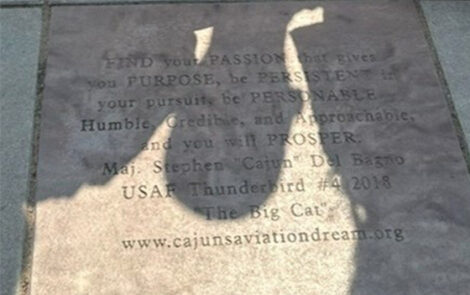 FIND your PASSION that gives
you PURPOSE, be PERSISTENT in
your pursuit, be PERSONABLE
Humble, Credible, and Approachable,
and you will PROSPER.
Maj. Stephen "Cajun" Del Bagno
USAF Thunderbird #4 2018
"The Big Cat"
www.cajunsaviationdream.org